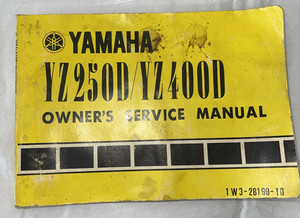 YAMAHA
YZ250D/YZ400D
OWNER'S SERVICE MANUAL
1W3-28199-10